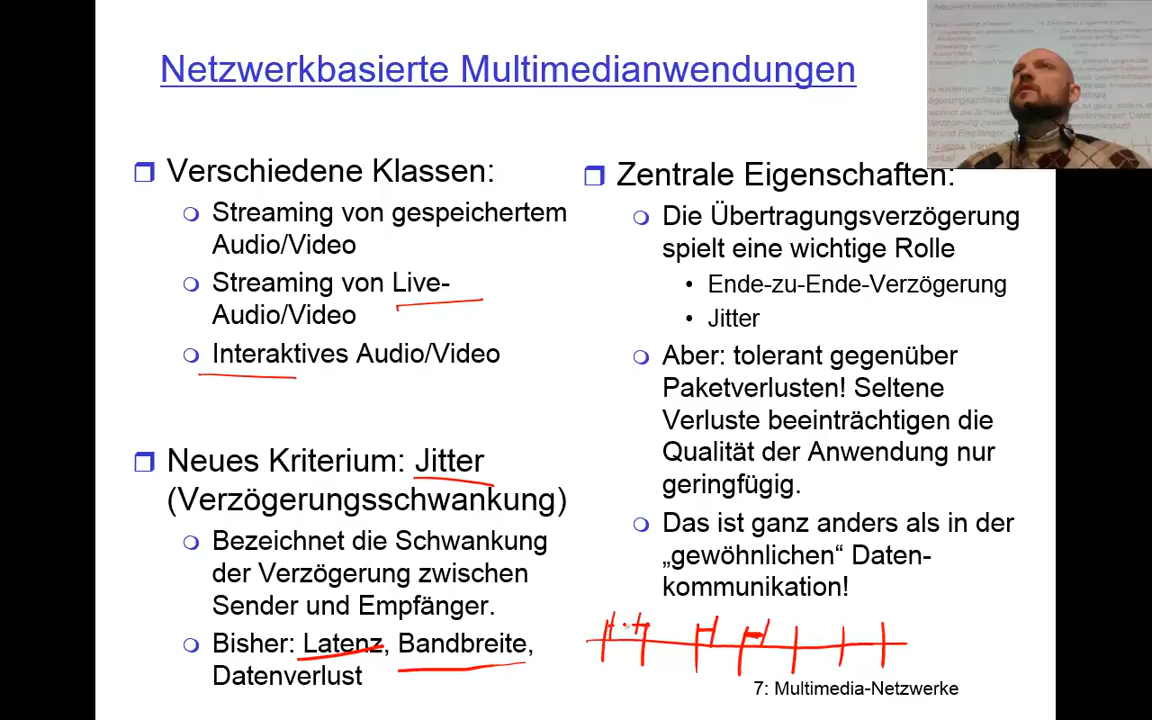 Netzwerkbasierte Multimedianwendungen
Verschiedene Klassen:
Streaming von gespeichertem
Audio/Video
Streaming von Live-
Audio/Video
Interaktives Audio/Video
Neues Kriterium: Jitter
(Verzögerungsschwankung)
Bezeichnet die Schwankung
der Verzögerung zwischen
Sender und Empfänger.
Bisher: Latenz, Bandbreite,
Datenverlust
Zentrale Eigenschaften:
Die Übertragungsverzögerung
spielt eine wichtige Rolle
Ende-zu-Ende-Verzögerung
Jitter
Aber: tolerant gegenüber
Paketverlusten! Seltene
Verluste beeinträchtigen die
Qualität der Anwendung nur
geringfügig.
Das ist ganz anders als in der
„gewöhnlichen“ Daten-
kommunikation!
7: Multimedia-Netzwerke